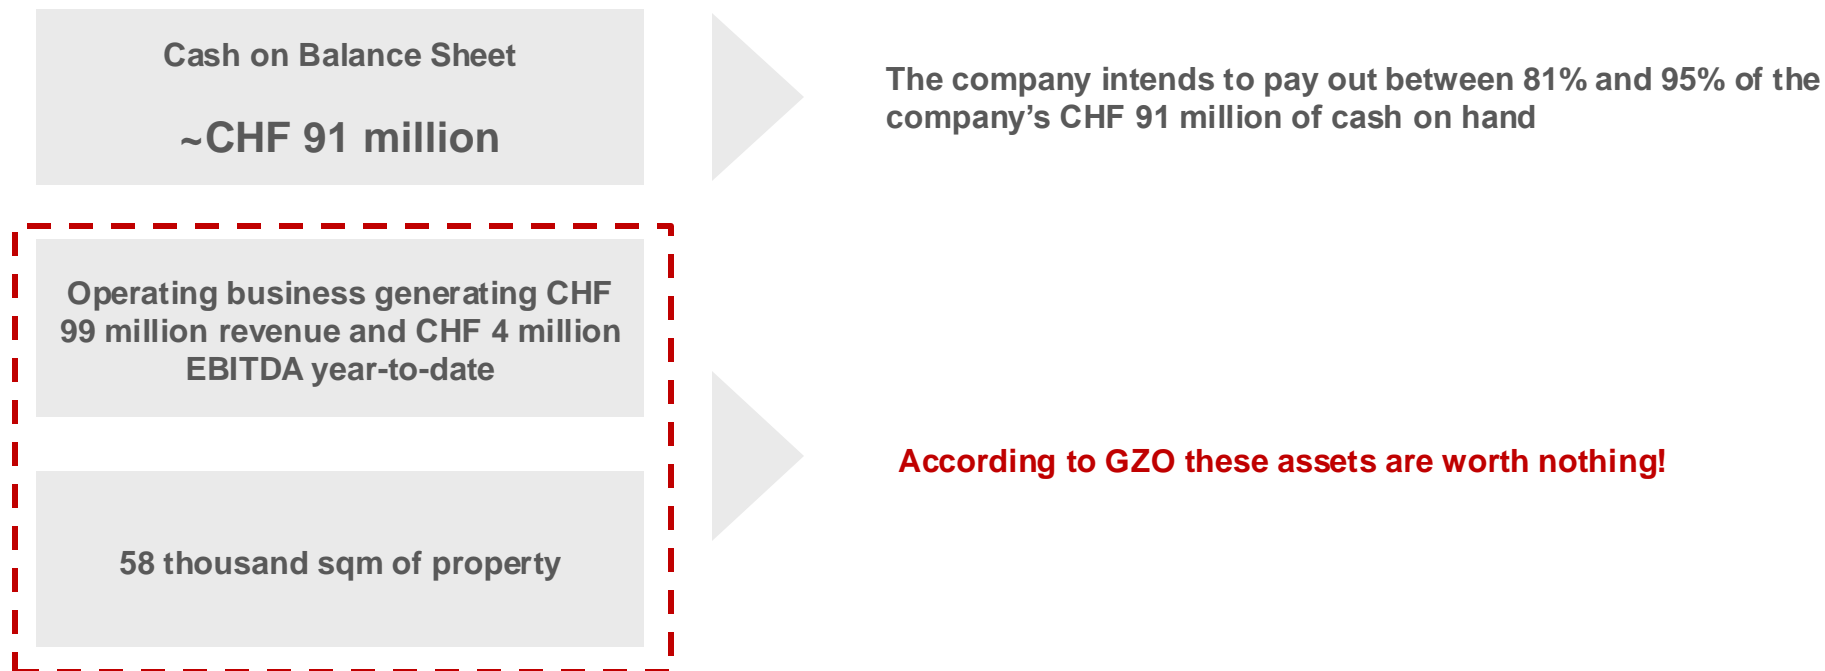 Cash on Balance Sheet
~CHF 91 million
The company intends to pay out between 81% and 95% of the
company’s CHF 91 million of cash on hand
Operating business generating CHF
99 million revenue and CHF 4 million
EBITDA year-to-date
According to GZO these assets are worth nothing!
58 thousand sqm of property